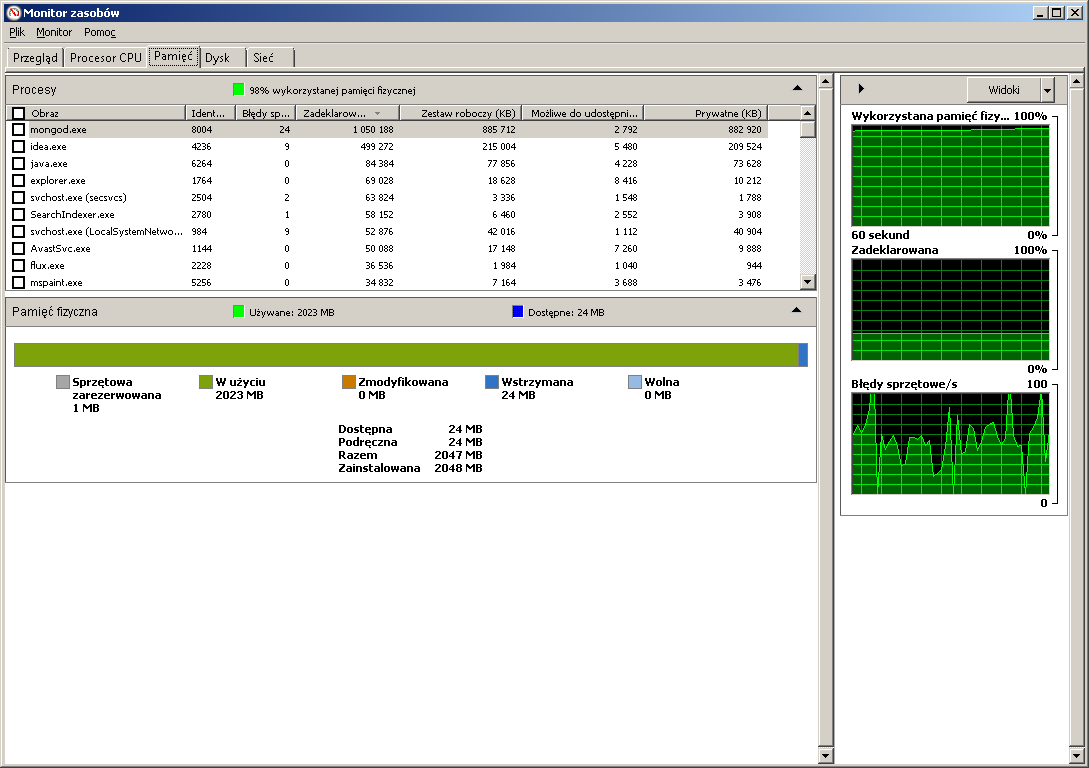 Monitor zasobów
Plik Monitor Pomoc
Przegląd Procesor CPU Pamięć Dysk Sieć
Procesy 98% wykorzystanej pamięci fizycznej
Obraz Ident... Błędy sp... Zadeklarow... Zestaw roboczy (KB) Możliwe do udostępni... Prywatne (KB)
mongod.exe 8004 24 1 050 188 885 712 2 792 882 920
idea.exe 4236 9 499 272 215 004 5 480 209 524
java.exe 6264 0 84 384 77 856 4 228 73 628
explorer.exe 1764 0 69 028 18 628 8 416 10 212
svchost.exe (secsvcs) 2504 2 63 824 3 336 1 548 1 788
SearchIndexer.exe 2780 1 58 152 6 460 2 552 3 908
svchost.exe (LocalSystemNetwo... 984 9 52 876 42 016 1 112 40 904
AvastSvc.exe 1144 0 50 088 17 148 7 260 9 888
flux.exe 2228 0 36 536 1 984 1 040 944
mspaint.exe 5256 0 34 832 7 164 3 688 3 476
Pamięć fizyczna Używane: 2023 MB Dostępne: 24 MB
Sprzętowa
zarezerwowana
1 MB
W użyciu
2023 MB
Zmodyfikowana
0 MB
Wstrzymana
24 MB
Wolna
0 MB
Dostępna 24 MB
Podręczna 24 MB
Razem 2047 MB
Zainstalowana 2048 MB
Widoki
Wykorzystana pamięć fizy... 100%
60 sekund 0%
Zadeklarowana 100%
0%
Błędy sprzętowe/s 100
0